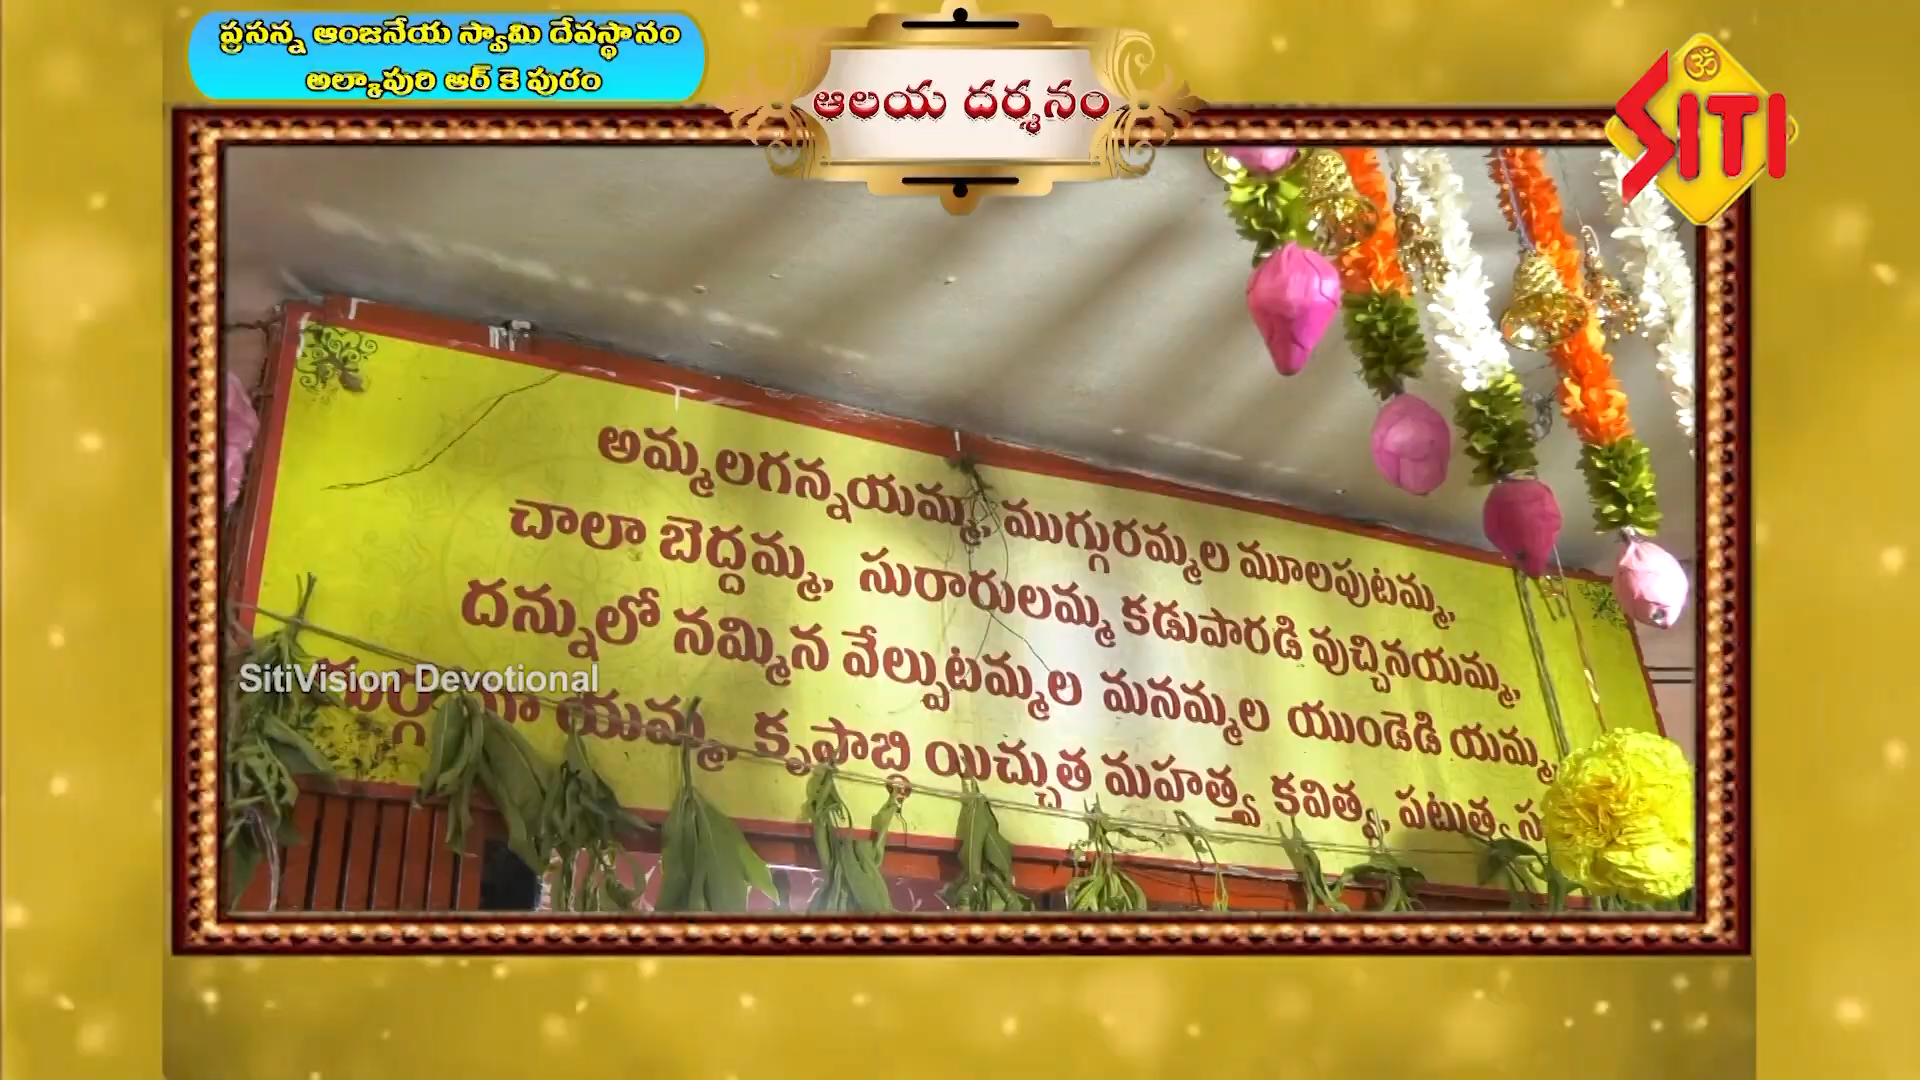 ప్రసన్న ఆంజనేయ స్వామి దేవస్థానం
అల్కాపురి ఆర్ కె పురం
ఆలయ దర్శనం
SITI
అమ్మలగన్నయమ్మ, ముగ్గురమ్మల మూలపుటమ్మ,
చాలా బెద్దమ్మ, సురారులమ్మ కడుపారడి వుచ్చినయమ్మ,
దన్నులో నమ్మిన వేల్పుటమ్మల మనమ్మల యుండెడి యమ్మ,
SitiVision Devotional
యమ్మ, కృపాబ్ధి యిచ్చుత మహత్త్వ కవిత్వ, పటుత్వ